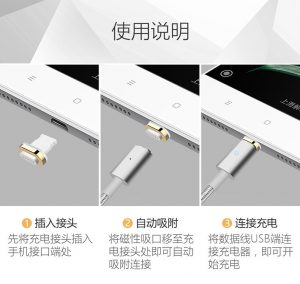 使用说明
1 插入接头
先将充电接头插入
手机接口端处
2 自动吸附
将磁性吸口移至充
电接头处即可自动
吸附连接
3 连接充电
将数据线USB端连
接充电器，即可开
始充电